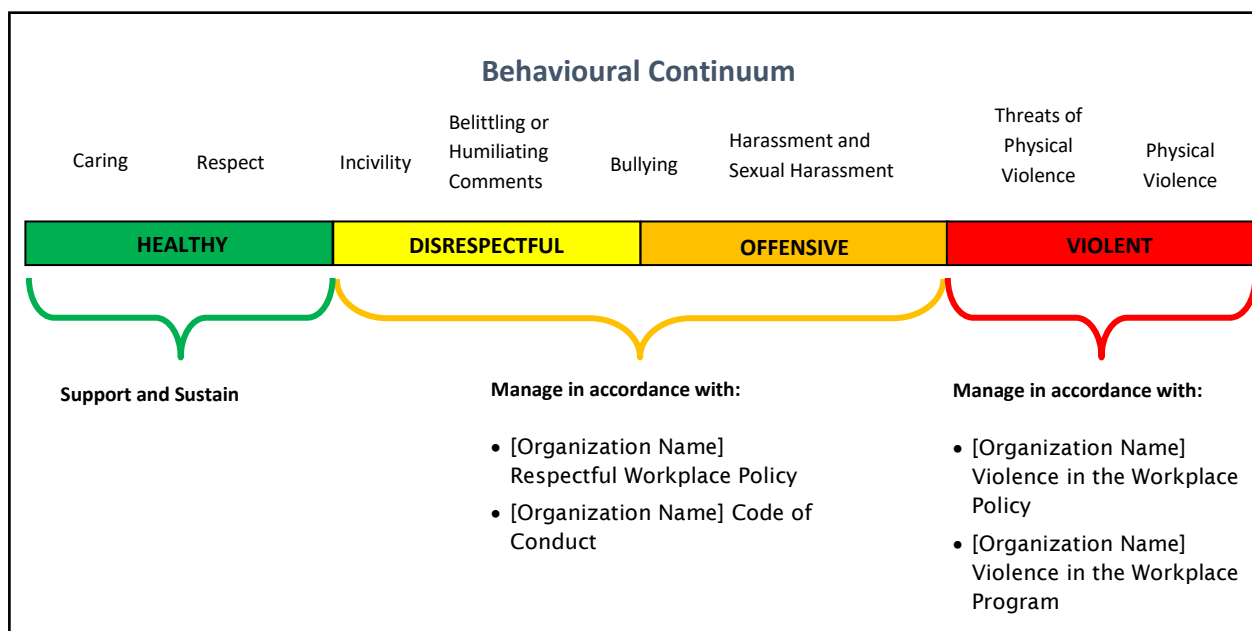 Behavioural Continuum
Caring
Respect
Incivility
Belittling or
Humiliating
Comments
Bullying
Harassment and
Sexual Harassment
Threats of
Physical
Violence
Physical
Violence
HEALTHY
DISRESPECTFUL
OFFENSIVE
VIOLENT
Support and Sustain
Manage in accordance with:
• [Organization Name]
Respectful Workplace Policy
• [Organization Name] Code of
Conduct
Manage in accordance with:
• [Organization Name]
Violence in the Workplace
Policy
• [Organization Name]
Violence in the Workplace
Program